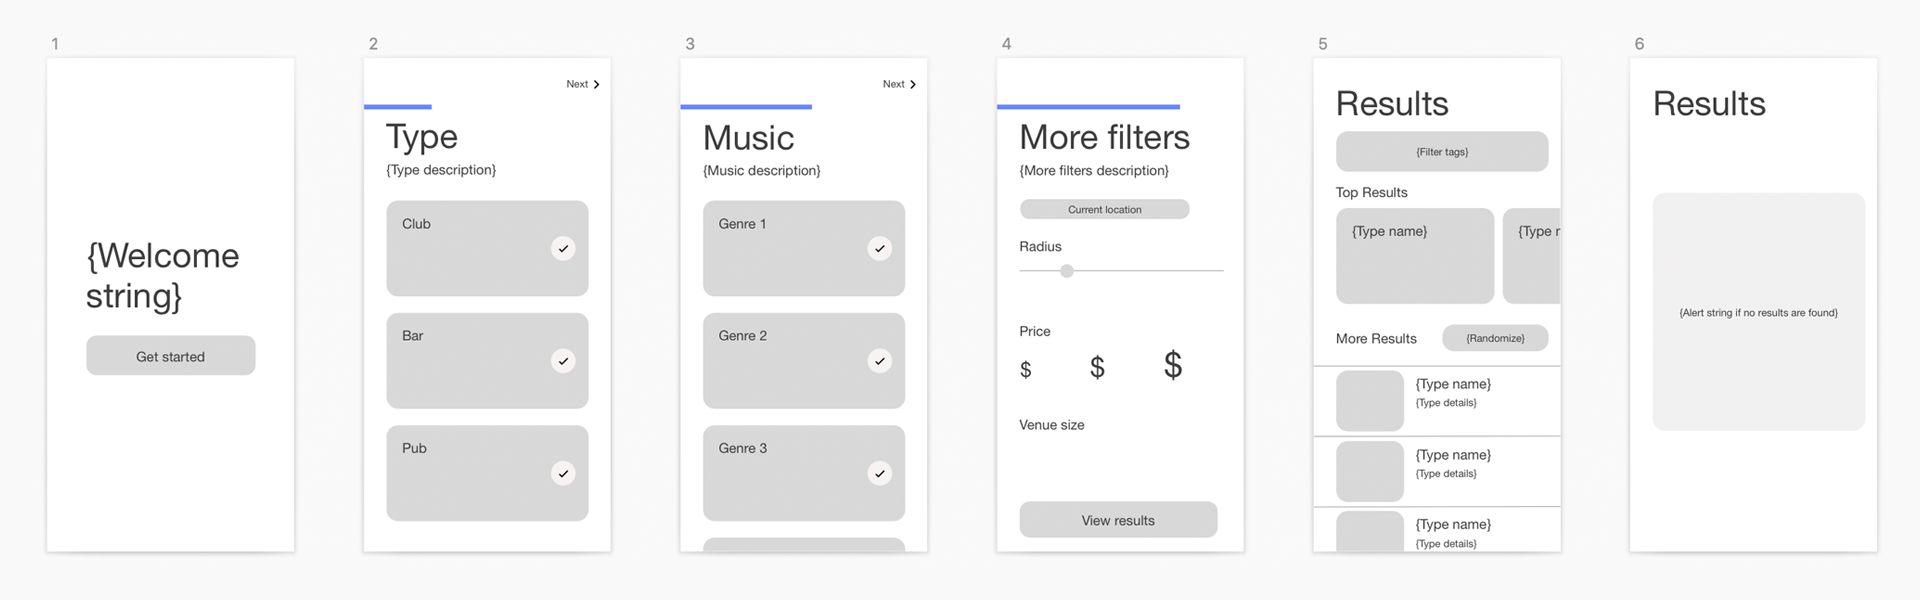 1
{Welcome
string}
Get started
2
Next
Type
{Type description}
Club
Bar
Pub
3
Next
Music
{Music description}
Genre 1
Genre 2
Genre 3
4
More filters
{More filters description}
Current location
Radius
Price
$ $ $
Venue size
View results
5
Results
{Filter tags}
Top Results
{Type name} {Type r
More Results {Randomize}
{Type name}
{Type details}
{Type name}
{Type details}
{Type name}
{Type details}
6
Results
{Alert string if no results are found}